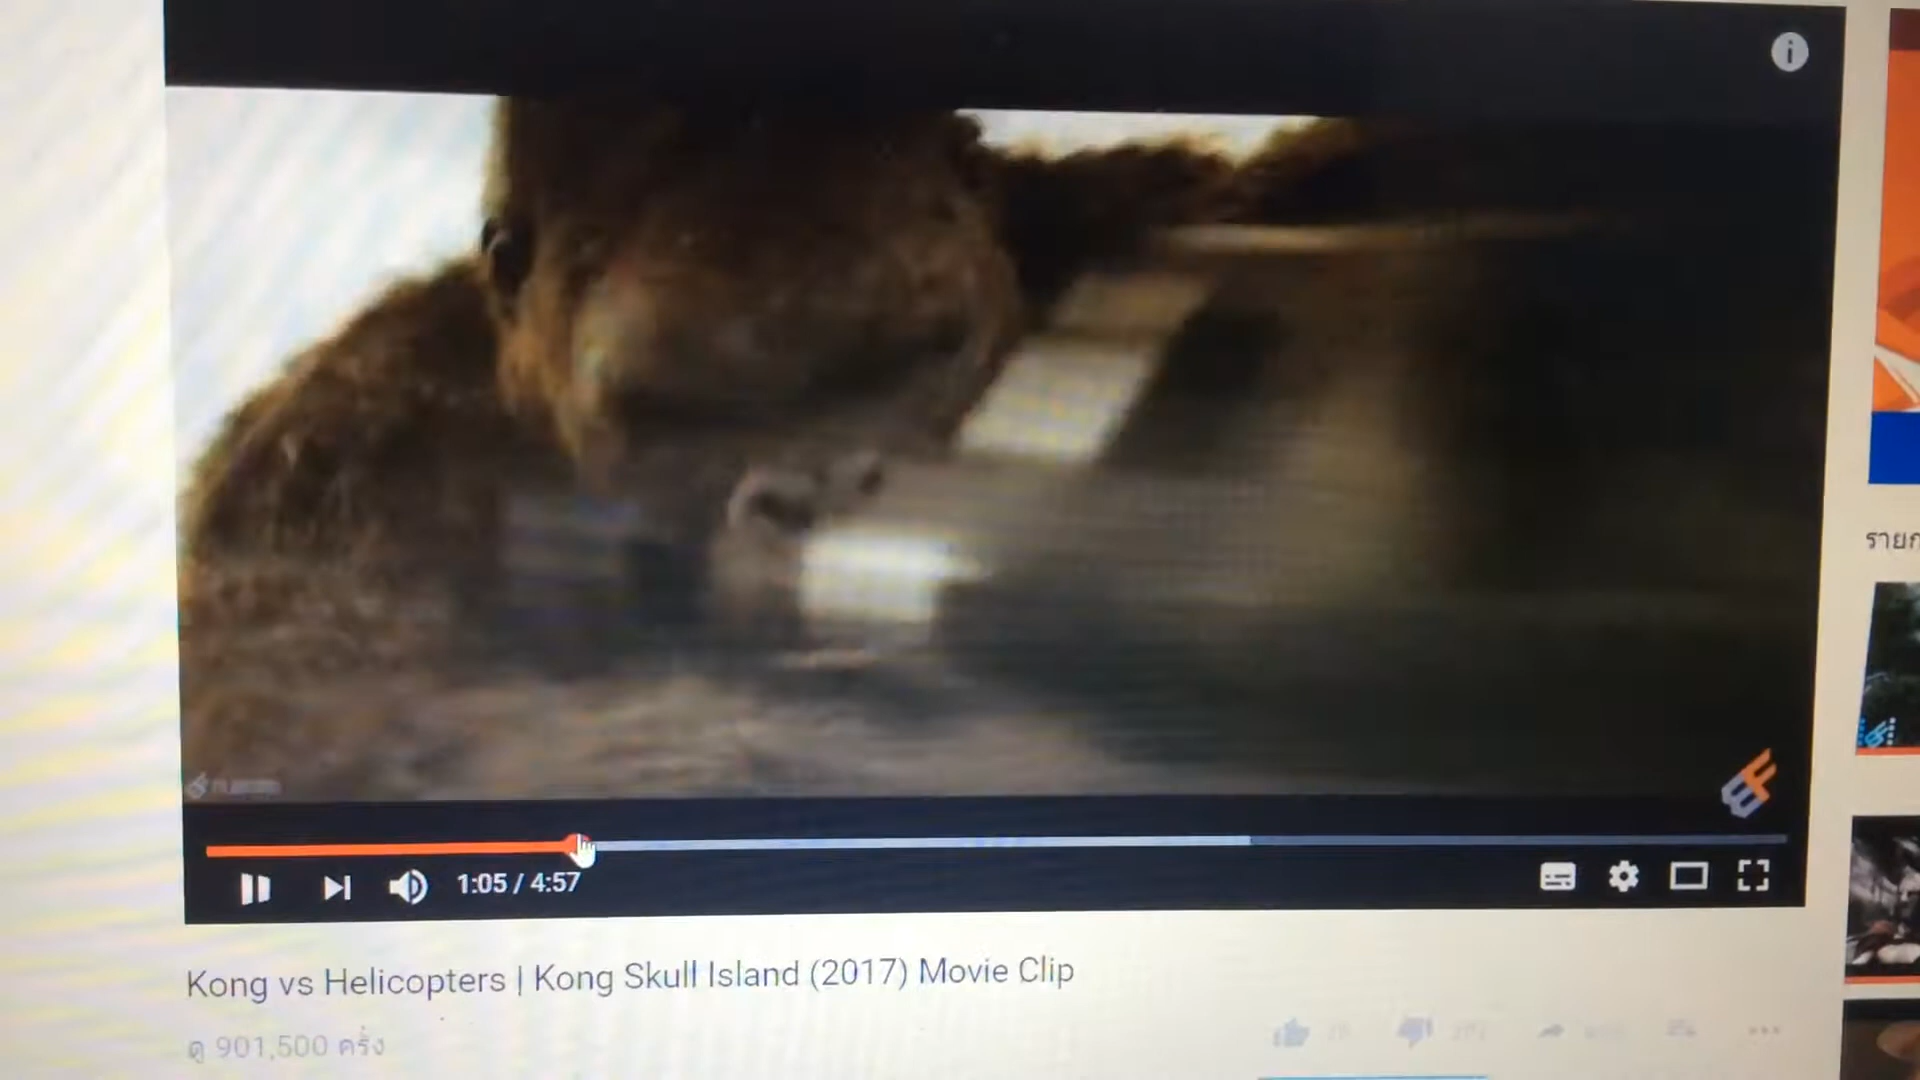 i
รายก
1:05 / 4:57
Kong vs Helicopters | Kong Skull Island (2017) Movie Clip
ดู 901,500 ครั้ง